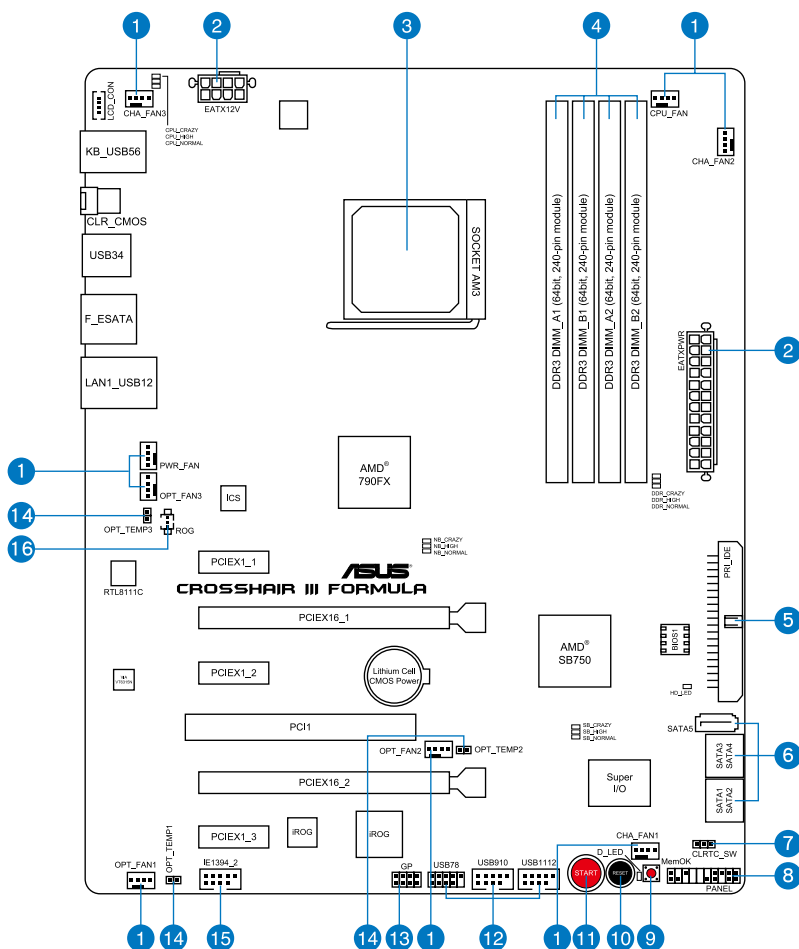 1
2
3
4
1
LCD_CON
CHA_FAN3
CPU_CRAZY
CPU_HIGH
CPU_NORMAL
EATX12V
CPU_FAN
CHA_FAN2
KB_USB56
CLR_CMOS
USB34
F_ESATA
LAN1_USB12
SOCKET AM3
DDR3 DIMM_A1 (64bit, 240-pin module)
DDR3 DIMM_B1 (64bit, 240-pin module)
DDR3 DIMM_A2 (64bit, 240-pin module)
DDR3 DIMM_B2 (64bit, 240-pin module)
EATXPWR
2
1
PWR_FAN
OPT_FAN3
14
OPT_TEMP3
ROG
16
ICS
AMD®
790FX
DDR_CRAZY
DDR_HIGH
DDR_NORMAL
NB_CRAZY
NB_HIGH
NB_NORMAL
RTL8111C
PCIEX1_1
ASUS
CROSSHAIR III FORMULA
PCIEX16_1
PRI_IDE
5
BIOS1
AMD®
SB750
VIA
VT6315N
PCIEX1_2
Lithium Cell
CMOS Power
HD_LED
PCI1
SB_CRAZY
SB_HIGH
SB_NORMAL
SATA5
SATA3
SATA4
6
SATA1
SATA2
14
OPT_FAN2
OPT_TEMP2
PCIEX16_2
Super
I/O
PCIEX1_3
iROG
iROG
CHA_FAN1
CLRTC_SW
7
OPT_FAN1
OPT_TEMP1
IE1394_2
GP
USB78
USB910
USB1112
D_LED
START
RESET
MemOK
PANEL
8
1
14
15
13
14
1
12
1
11
10
9